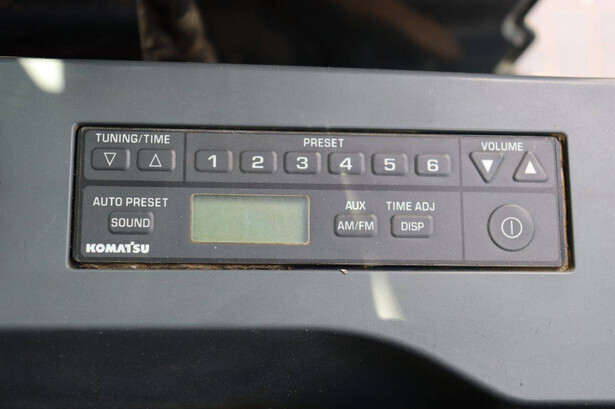 TUNING/TIME
PRESET
VOLUME
1 2 3 4 5 6
AUTO PRESET
AUX
TIME ADJ
SOUND
AM/FM
DISP
KOMATSU